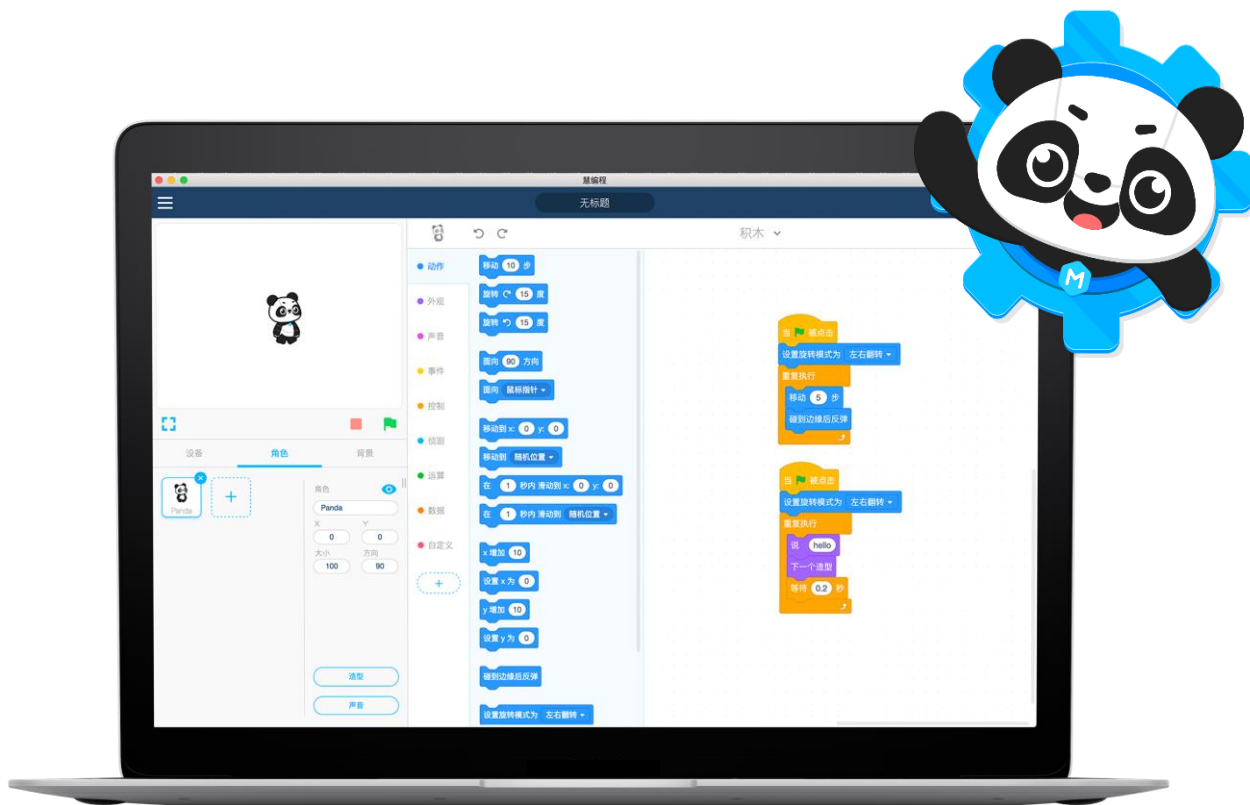 慧编程
无标题
积木
动作
外观
声音
事件
控制
侦测
运算
数据
自定义
+
移动 10 步
旋转 15 度
旋转 15 度
面向 90 方向
面向 鼠标指针
移动到 x: 0 y: 0
移动到 随机位置
在 1 秒内 滑动到 x: 0 y: 0
在 1 秒内 滑动到 随机位置
x 增加 10
设置 x 为 0
y 增加 10
设置 y 为 0
碰到边缘后反弹
设置旋转模式为 左右翻转
当 被点击
设置旋转模式为 左右翻转
重复执行
移动 5 步
碰到边缘后反弹
当 被点击
设置旋转模式为 左右翻转
重复执行
说 hello
下一个造型
等待 0.2 秒
设备 角色 背景
Panda
+
角色
Panda
X Y
0 0
大小 方向
100 90
造型
声音
M